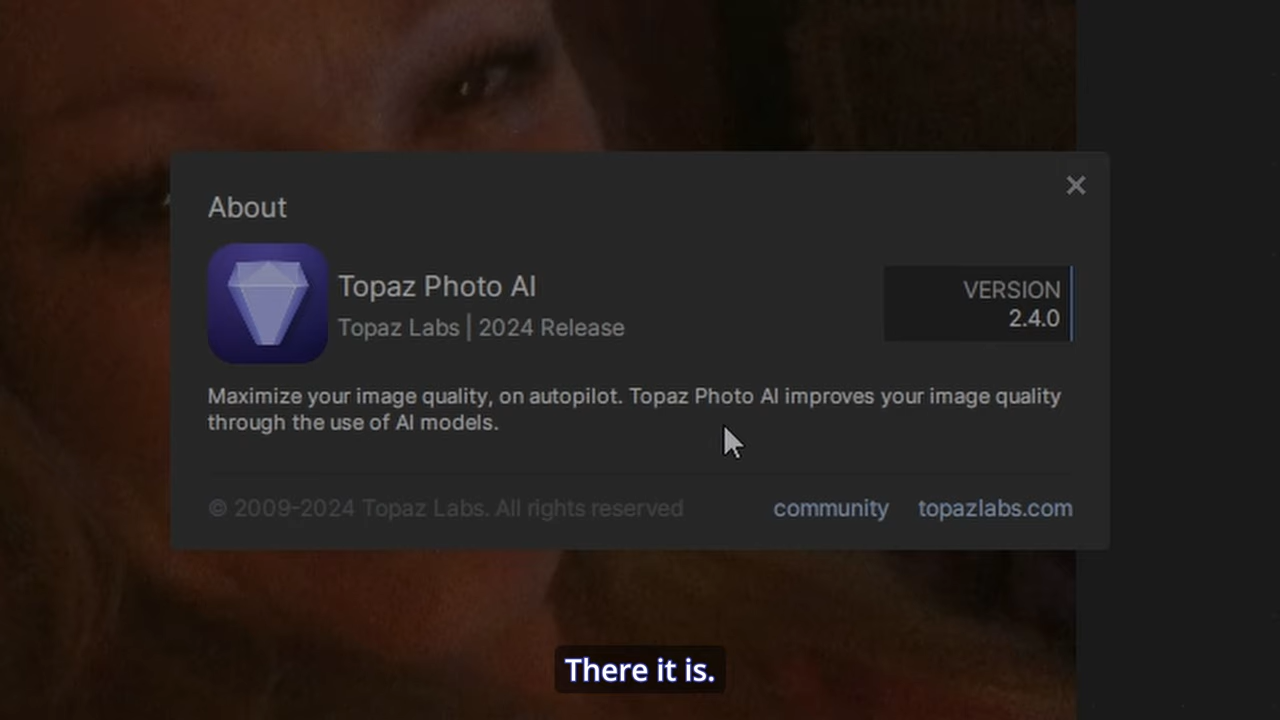 About
Topaz Photo AI
Topaz Labs | 2024 Release
VERSION
2.4.0
Maximize your image quality, on autopilot. Topaz Photo AI improves your image quality
through the use of AI models.
© 2009-2024 Topaz Labs. All rights reserved
community
topazlabs.com
There it is.